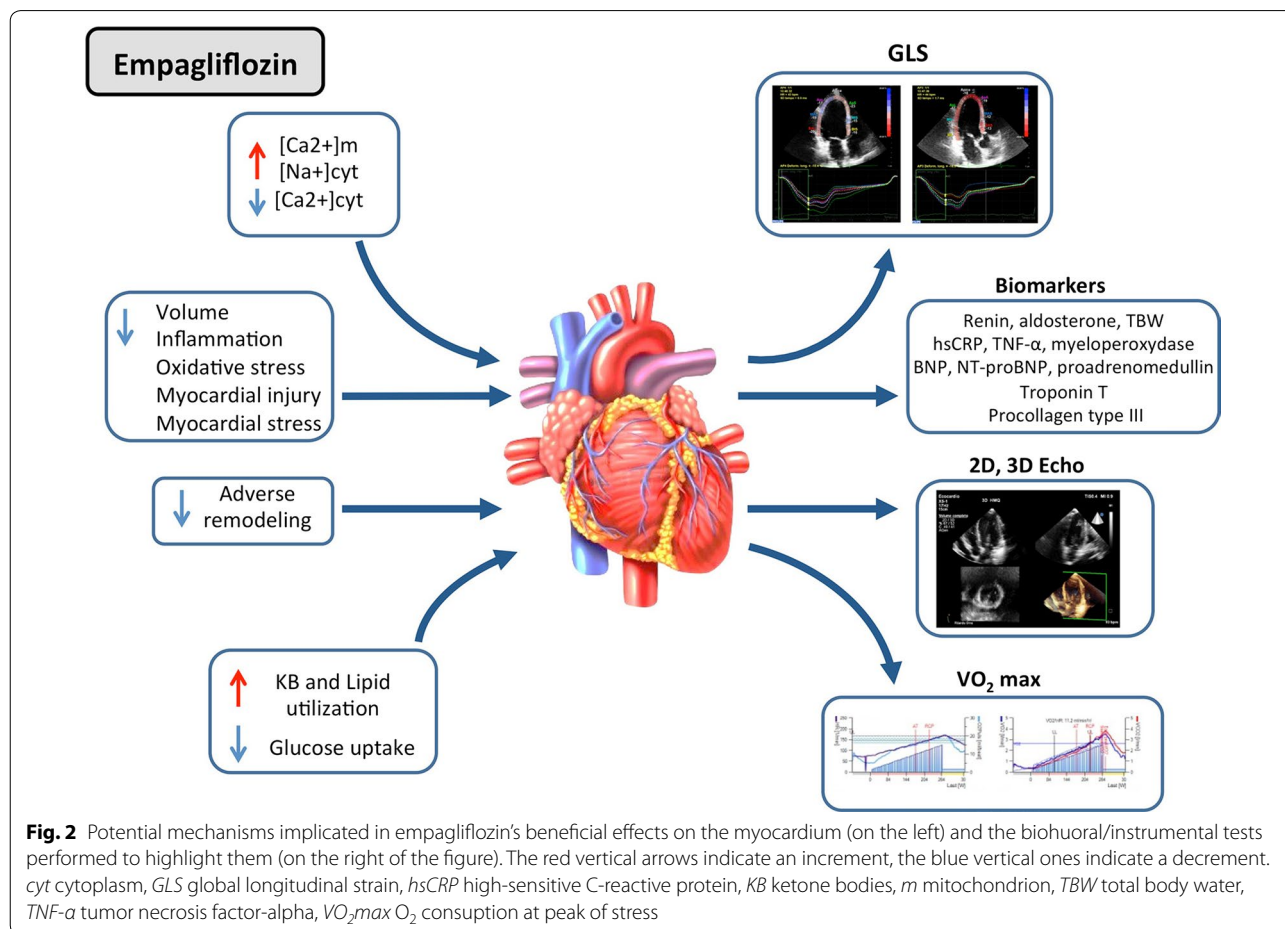 Empagliflozin
[Ca2+]m
[Na+]cyt
[Ca2+]cyt
Volume
Inflammation
Oxidative stress
Myocardial injury
Myocardial stress
Adverse
remodeling
KB and Lipid
utilization
Glucose uptake
GLS
Biomarkers
Renin, aldosterone, TBW
hsCRP, TNF-α, myeloperoxydase
BNP, NT-proBNP, proadrenomedullin
Troponin T
Procollagen type III
2D, 3D Echo
VO₂ max
Fig. 2 Potential mechanisms implicated in empagliflozin's beneficial effects on the myocardium (on the left) and the biohuoral/instrumental tests
performed to highlight them (on the right of the figure). The red vertical arrows indicate an increment, the blue vertical ones indicate a decrement.
cyt cytoplasm, GLS global longitudinal strain, hsCRP high-sensitive C-reactive protein, KB ketone bodies, m mitochondrion, TBW total body water,
TNF-α tumor necrosis factor-alpha, VO₂max O₂ consuption at peak of stress